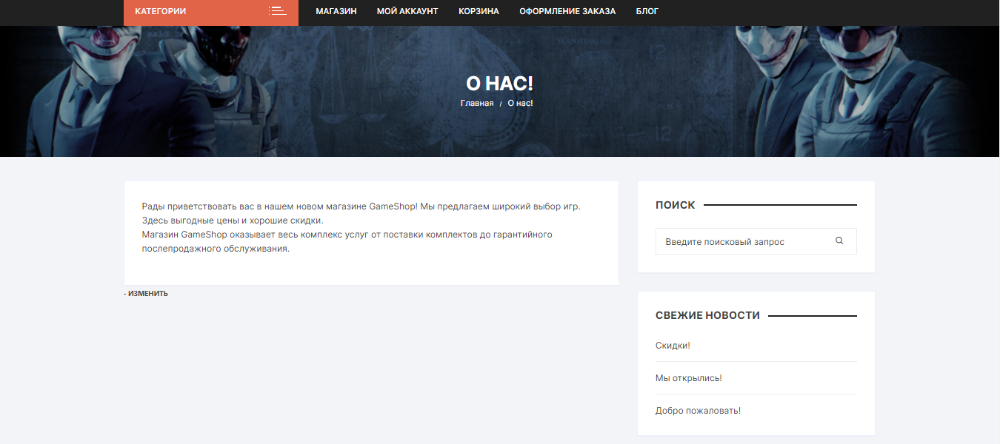 КАТЕГОРИИ
МАГАЗИН МОЙ АККАУНТ КОРЗИНА ОФОРМЛЕНИЕ ЗАКАЗА БЛОГ
О НАС!
Главная / О нас!
Рады приветствовать вас в нашем новом магазине GameShop! Мы предлагаем широкий выбор игр.
Здесь выгодные цены и хорошие скидки.
Магазин GameShop оказывает весь комплекс услуг от поставки комплектов до гарантийного
послепродажного обслуживания.
- ИЗМЕНИТЬ
ПОИСК
Введите поисковый запрос
СВЕЖИЕ НОВОСТИ
Скидки!
Мы открылись!
Добро пожаловать!